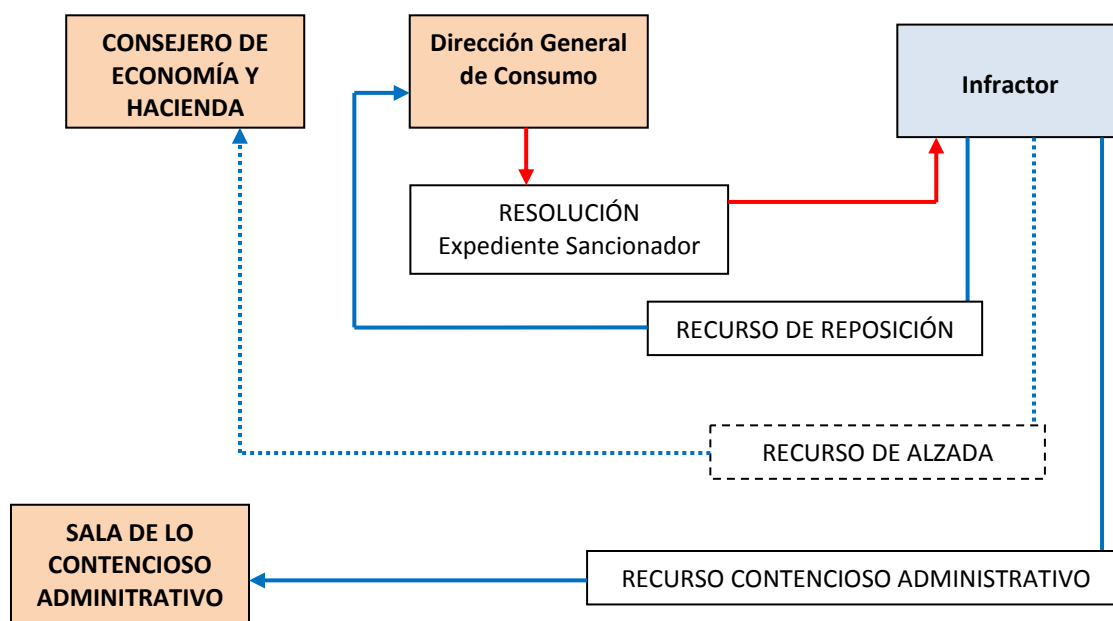 CONSEJERO DE
ECONOMÍA Y
HACIENDA
Dirección General
de Consumo
Infractor
RESOLUCIÓN
Expediente Sancionador
RECURSO DE REPOSICIÓN
RECURSO DE ALZADA
SALA DE LO
CONTENCIOSO
ADMINITRATIVO
RECURSO CONTENCIOSO ADMINISTRATIVO